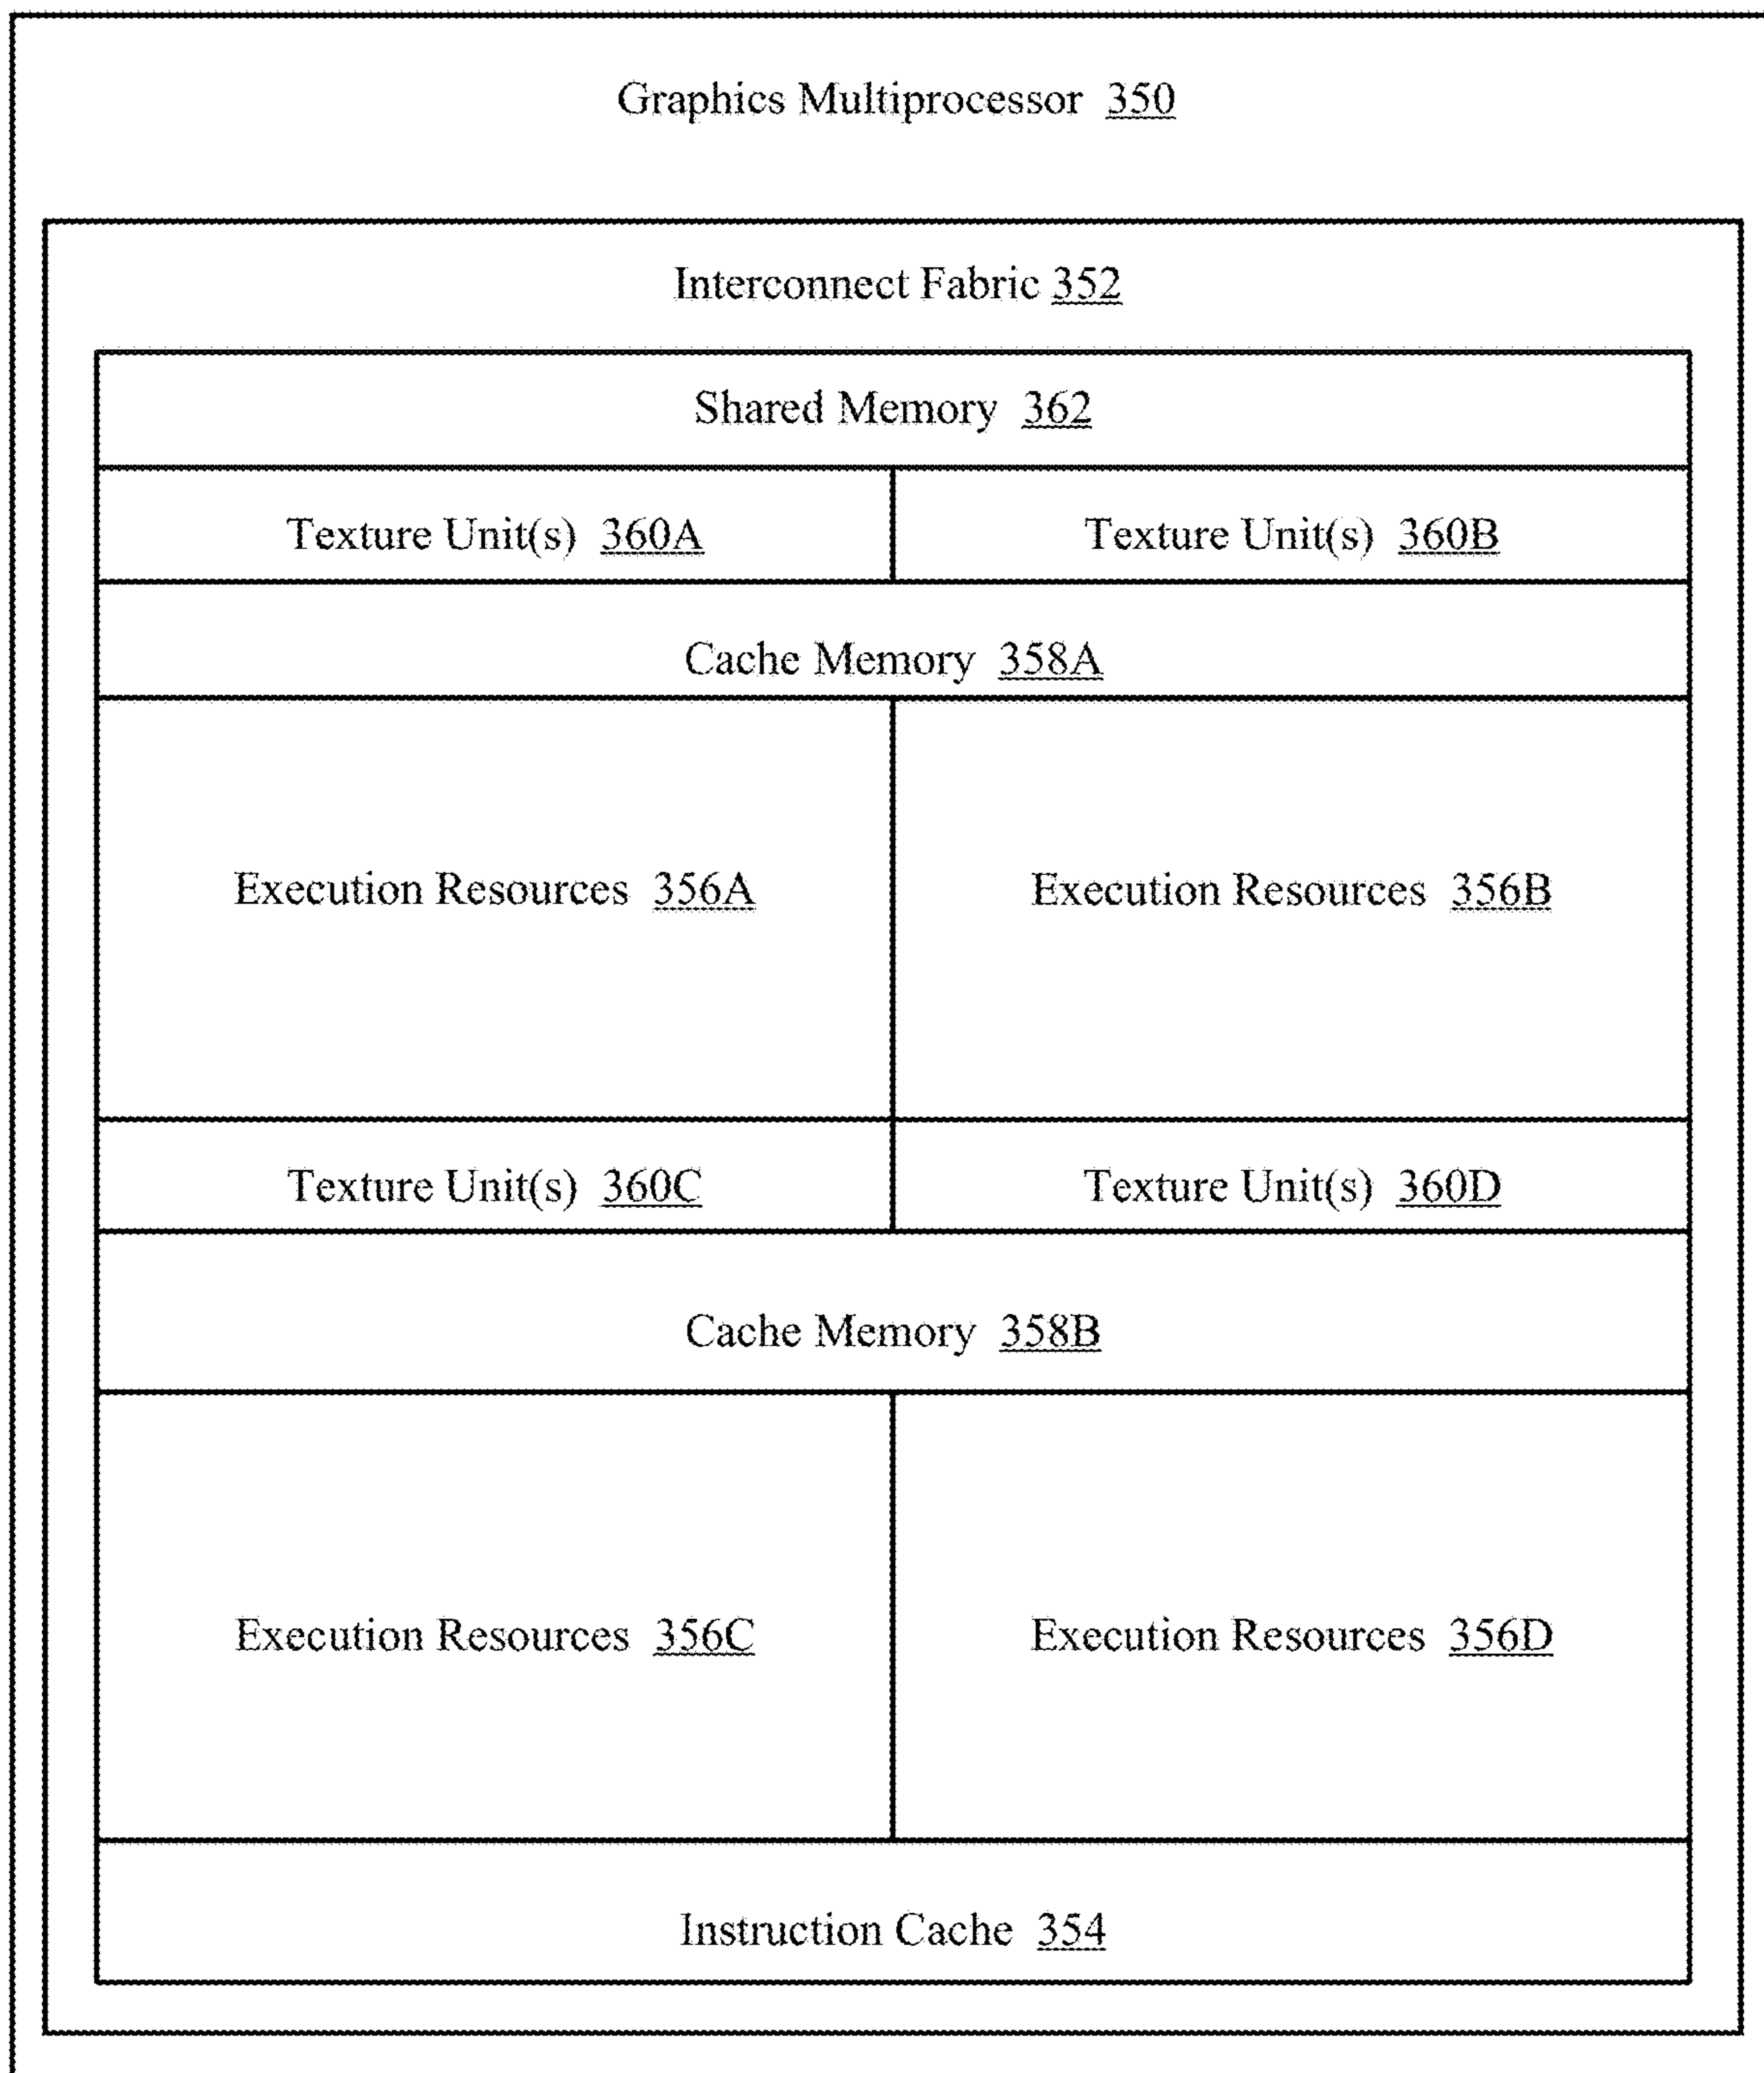 Graphics Multiprocessor 350
Interconnect Fabric 352
Shared Memory 362
Texture Unit(s) 360A
Texture Unit(s) 360B
Cache Memory 358A
Execution Resources 356A
Execution Resources 356B
Texture Unit(s) 360C
Texture Unit(s) 360D
Cache Memory 358B
Execution Resources 356C
Execution Resources 356D
Instruction Cache 354